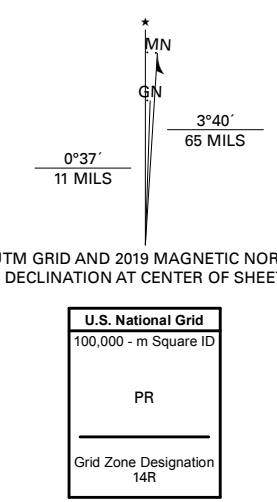 ★
MN
GN
3°40´
65 MILS
0°37´
11 MILS
UTM GRID AND 2019 MAGNETIC NOR
DECLINATION AT CENTER OF SHEET
U.S. National Grid
100,000 - m Square ID
PR
Grid Zone Designation
14R